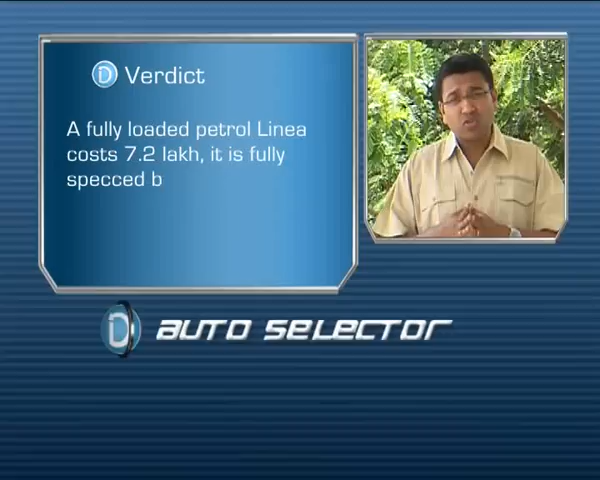 D Verdict
A fully loaded petrol Linea
costs 7.2 lakh, it is fully
specced b
D AUTO SELECTOR